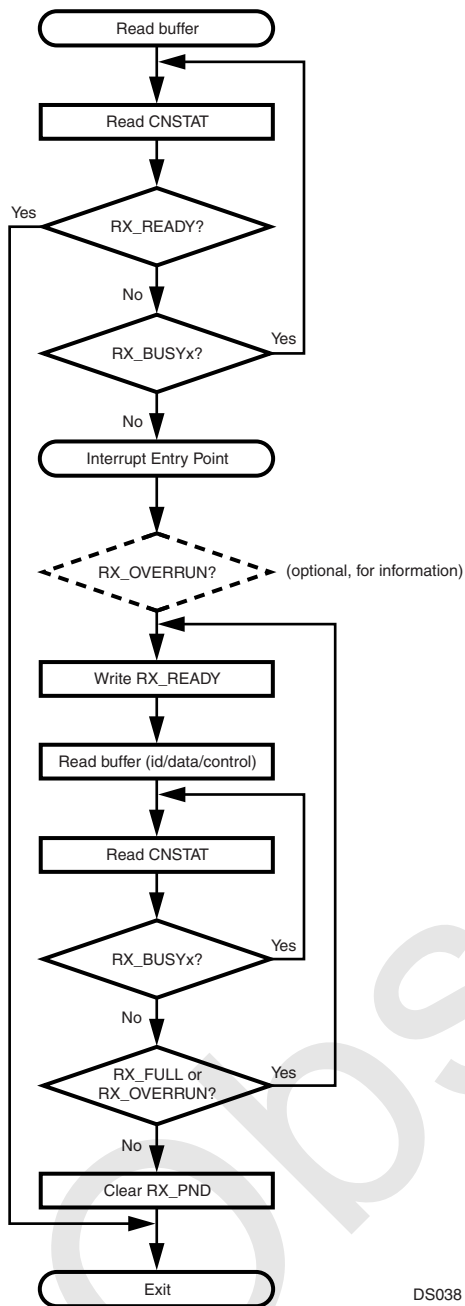 Read buffer
Read CNSTAT
Yes
RX_READY?
No
Yes
RX_BUSYx?
No
Interrupt Entry Point
RX_OVERRUN?
(optional, for information)
Write RX_READY
Read buffer (id/data/control)
Read CNSTAT
Yes
RX_BUSYx?
No
RX_FULL or
RX_OVERRUN?
Yes
No
Clear RX_PND
Exit
DS038
Obs